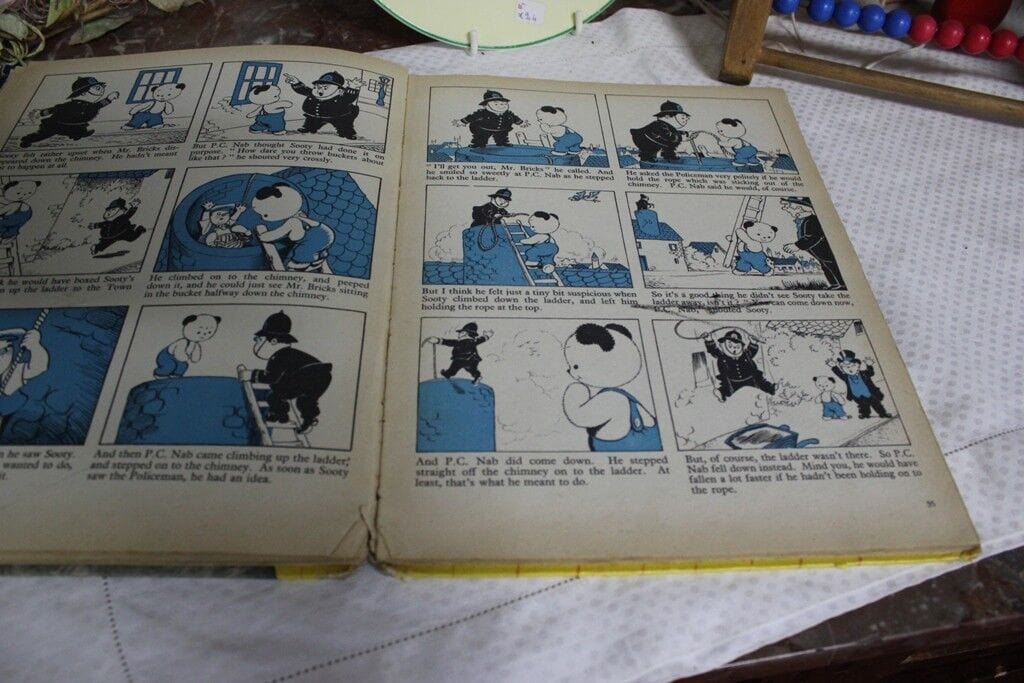 Sooty felt rather upset when Mr. Bricks dis-
peared down the chimney. He hadn't meant
to happen at all.
But P.C. Nab thought Sooty had done it on
purpose. "How dare you throw buckets about
like that?" he shouted very crossly.
k he would have boxed Sooty's
n up the ladder to the Town
He climbed on to the chimney, and peeped
down it, and he could just see Mr. Bricks sitting
in the bucket halfway down the chimney.
n he saw Sooty.
wanted to do,
it.
And then P.C. Nab came climbing up the ladder,
and stepped on to the chimney. As soon as Sooty
saw the Policeman, he had an idea.
"I'll get you out, Mr. Bricks" he called. And
he smiled so sweetly at P.C. Nab as he stepped
back to the ladder.
He asked the Policeman very politely if he would
hold the rope which was sticking out of the
chimney. P.C. Nab said he would, of course.
But I think he felt just a tiny bit suspicious when
Sooty climbed down the ladder, and left him
holding the rope at the top.
So it's a good thing he didn't see Sooty take the
ladder away, isn't it? "You can come down now,
P.C. Nab," shouted Sooty.
And P.C. Nab did come down. He stepped
straight off the chimney on to the ladder. At
least, that's what he meant to do.
But, of course, the ladder wasn't there. So P.C.
Nab fell down instead. Mind you, he would have
fallen a lot faster if he hadn't been holding on to
the rope.
35